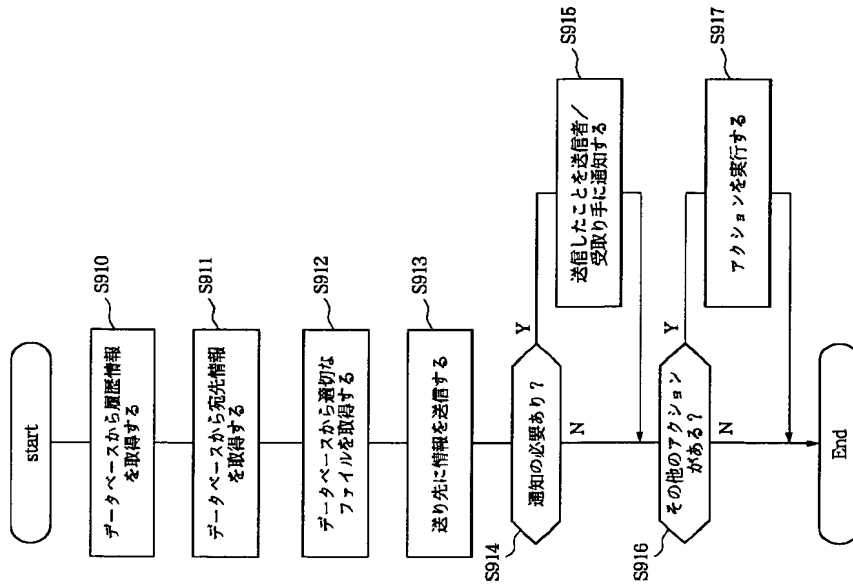 start
S910
データベースから履歴情報
を取得する
S911
データベースから宛先情報
を取得する
S912
データベースから適切な
ファイルを取得する
S913
送り先に情報を送信する
S914
通知の必要あり？
Y
N
S915
送信したことを送信者／
受取り手に通知する
S916
その他のアクション
がある？
Y
N
S917
アクションを実行する
End